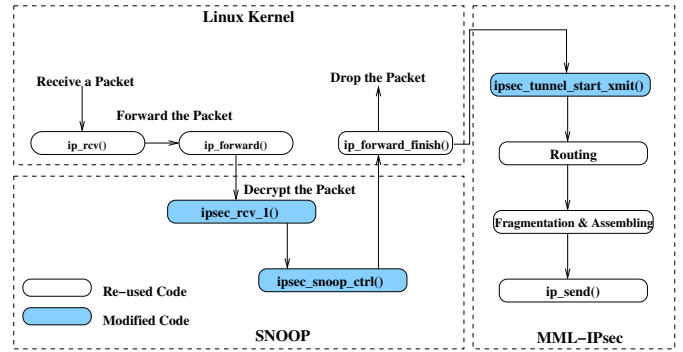 Linux Kernel
Receive a Packet
Drop the Packet
Forward the Packet
ip_rcv()
ip_forward()
ip_forward_finish()
Decrypt the Packet
ipsec_rcv_1()
ipsec_snoop_ctrl()
Re−used Code
Modified Code
SNOOP
ipsec_tunnel_start_xmit()
Routing
Fragmentation & Assembling
ip_send()
MML−IPsec